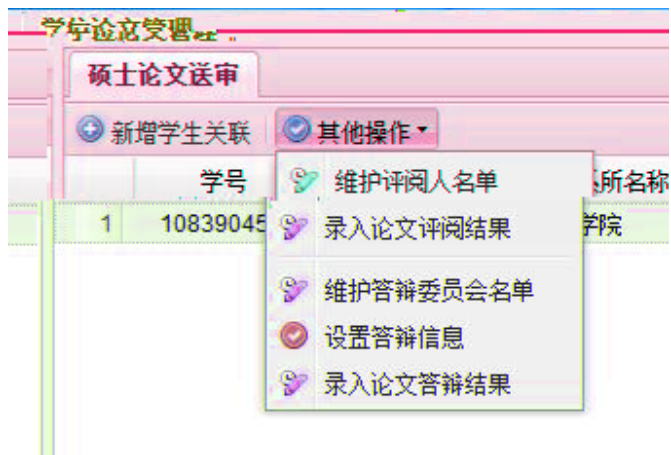 学位论文管理
硕士论文送审
新增学生关联 其他操作
学号 所名称
1 10839045 学院
维护评阅人名单
录入论文评阅结果
维护答辩委员会名单
设置答辩信息
录入论文答辩结果